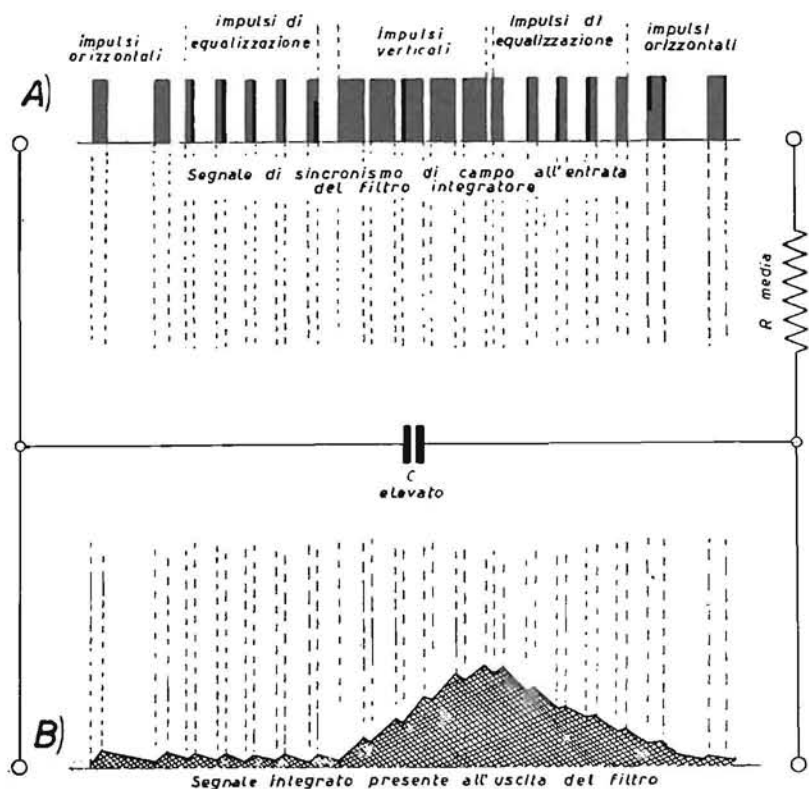 impulsi orizzontali
impulsi di equalizzazione
impulsi verticali
impulsi di equalizzazione
impulsi orizzontali
A)
Segnale di sincronismo di campo all'entrata
del filtro integratore
R media
C
elevato
B)
Segnale integrato presente all'uscita del filtro